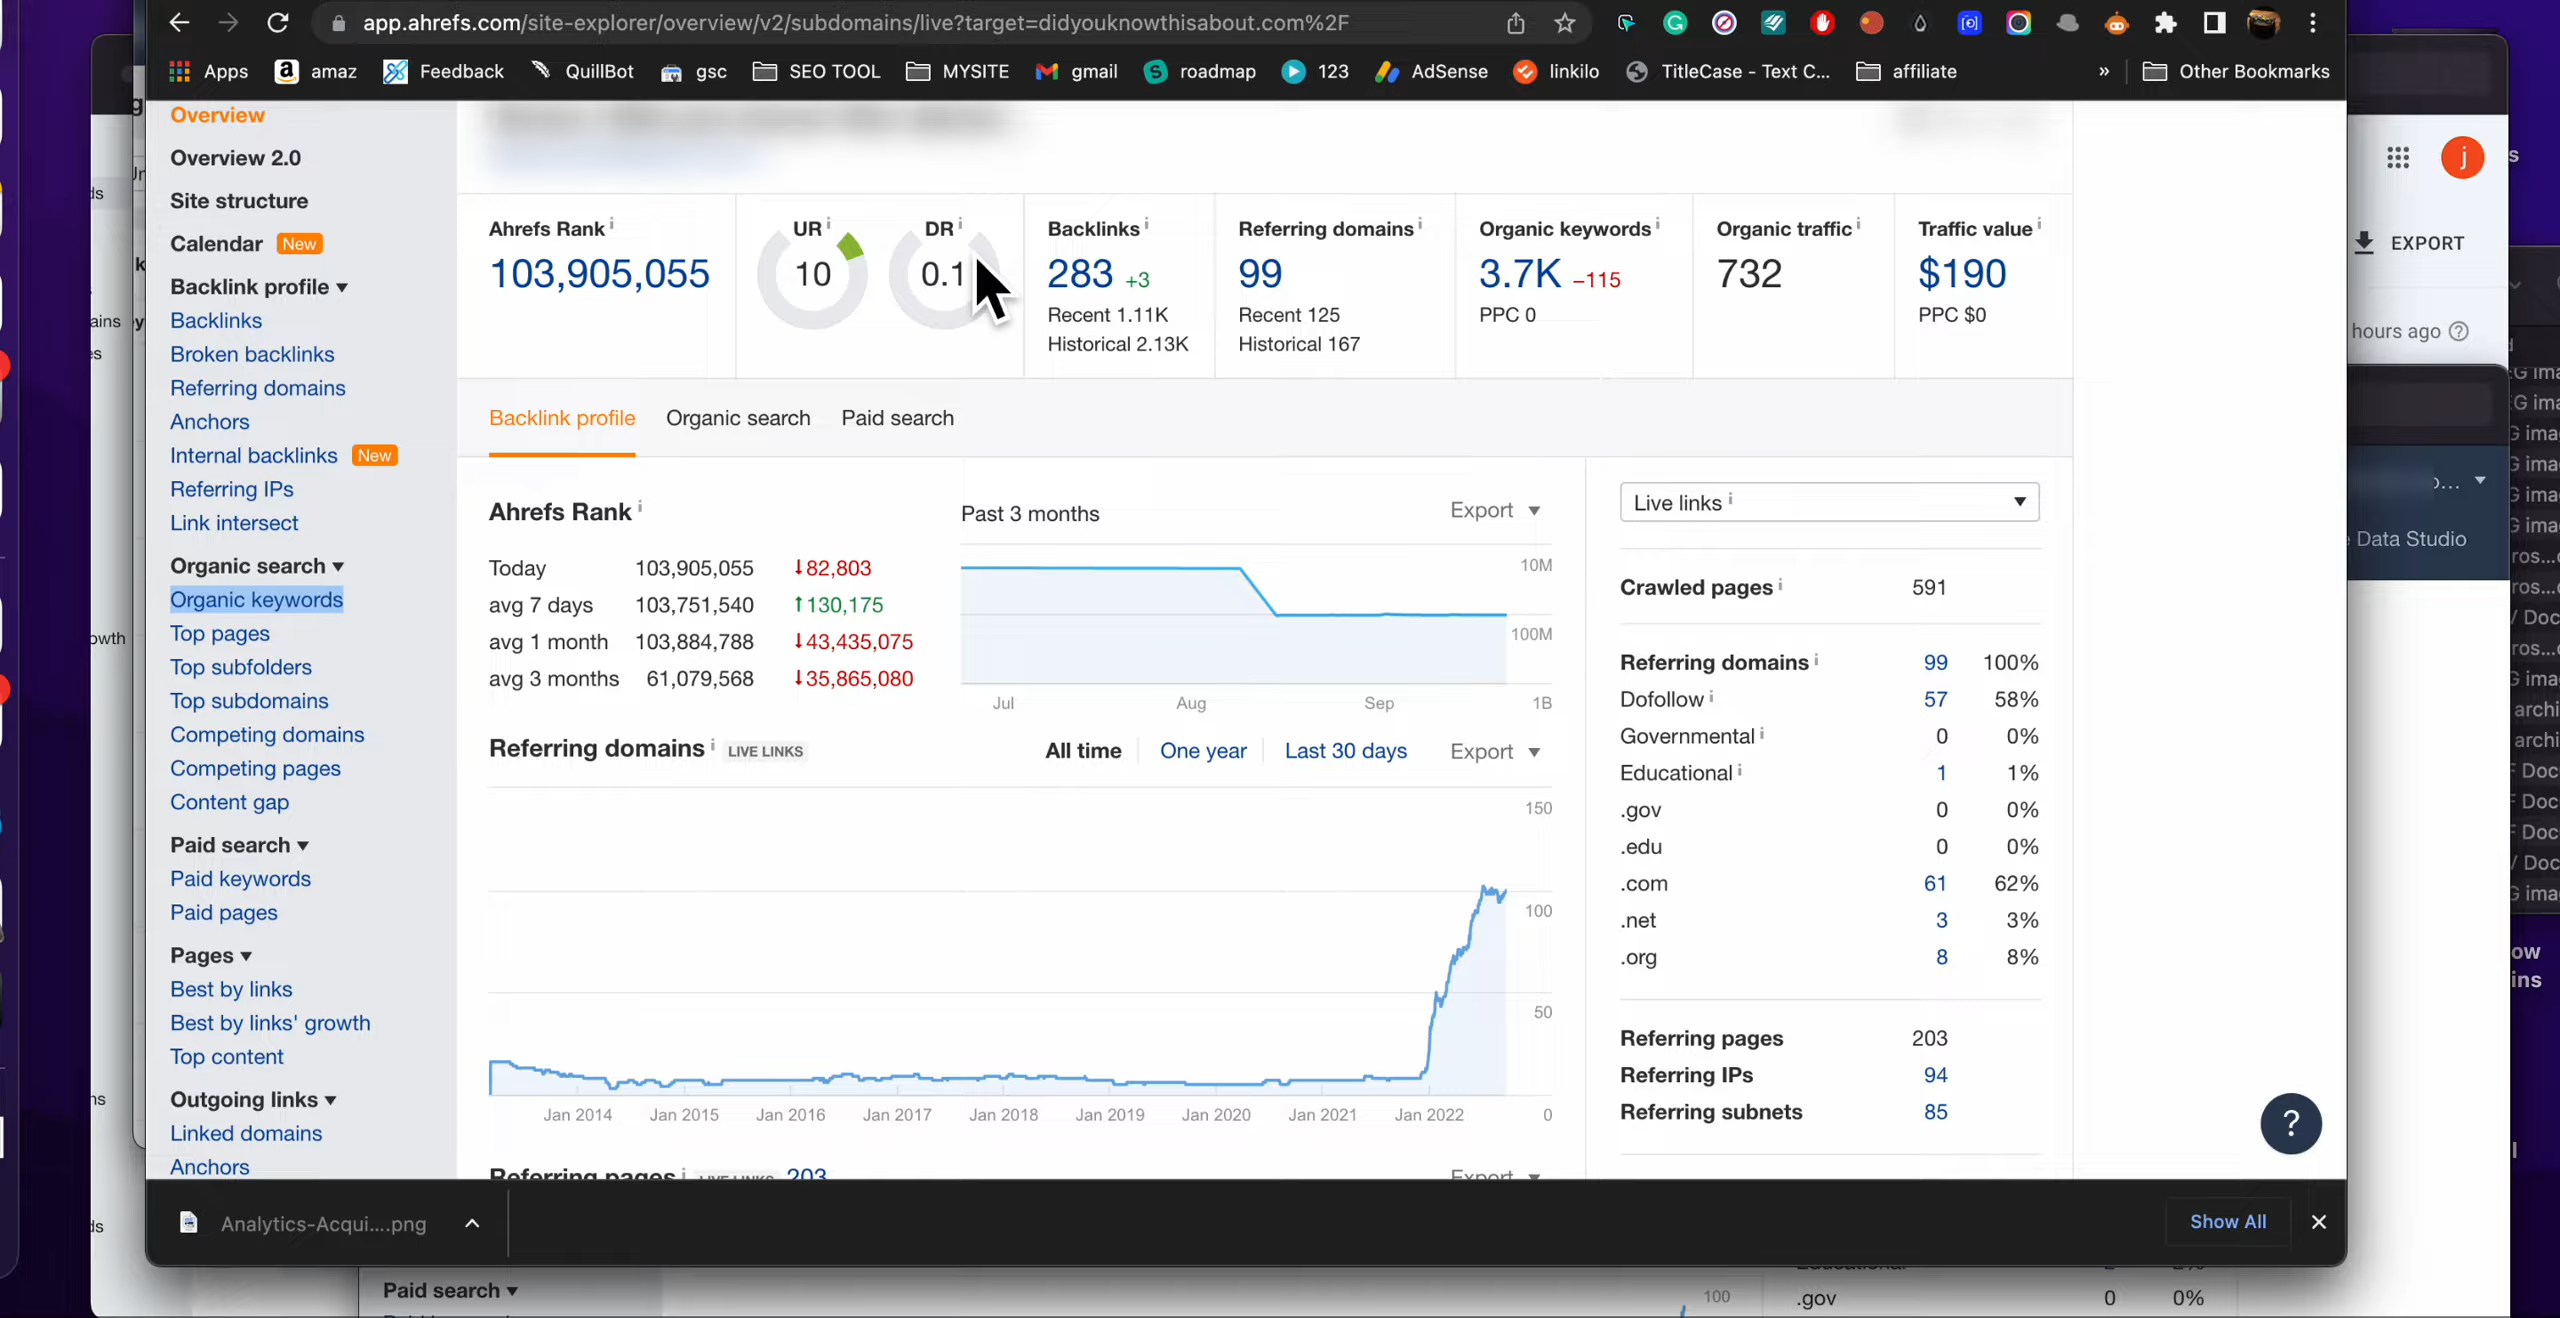 app.ahrefs.com/site-explorer/overview/v2/subdomains/live?target=didyouknowthisabout.com%2F
Apps amaz Feedback QuillBot gsc SEO TOOL MYSITE gmail roadmap 123 AdSense linkilo TitleCase - Text C... affiliate » Other Bookmarks
Overview
Overview 2.0
Site structure
Calendar New
Backlink profile ▼
Backlinks
Broken backlinks
Referring domains
Anchors
Internal backlinks New
Referring IPs
Link intersect
Organic search ▼
Organic keywords
Top pages
Top subfolders
Top subdomains
Competing domains
Competing pages
Content gap
Paid search ▼
Paid keywords
Paid pages
Pages ▼
Best by links
Best by links' growth
Top content
Outgoing links ▼
Linked domains
Anchors
Ahrefs Rank i
103,905,055
UR i
10
DR i
0.1
Backlinks i
283 +3
Recent 1.11K
Historical 2.13K
Referring domains i
99
Recent 125
Historical 167
Organic keywords i
3.7K −115
PPC 0
Organic traffic i
732
Traffic value i
$190
PPC $0
Backlink profile Organic search Paid search
Ahrefs Rank i
Today 103,905,055 ↓82,803
avg 7 days 103,751,540 ↑130,175
avg 1 month 103,884,788 ↓43,435,075
avg 3 months 61,079,568 ↓35,865,080
Past 3 months Export ▼
10M
100M
1B
Jul Aug Sep
Referring domains i LIVE LINKS All time One year Last 30 days Export ▼
150
100
50
0
Jan 2014 Jan 2015 Jan 2016 Jan 2017 Jan 2018 Jan 2019 Jan 2020 Jan 2021 Jan 2022
Referring pages i LIVE LINKS 203 Export ▼
Live links i ▼
Crawled pages i 591
Referring domains i 99 100%
Dofollow i 57 58%
Governmental i 0 0%
Educational i 1 1%
.gov 0 0%
.edu 0 0%
.com 61 62%
.net 3 3%
.org 8 8%
Referring pages 203
Referring IPs 94
Referring subnets 85
?
Analytics-Acqui....png
Show All
j
EXPORT
hours ago
Data Studio
Paid search ▼
100
.gov 0 0%